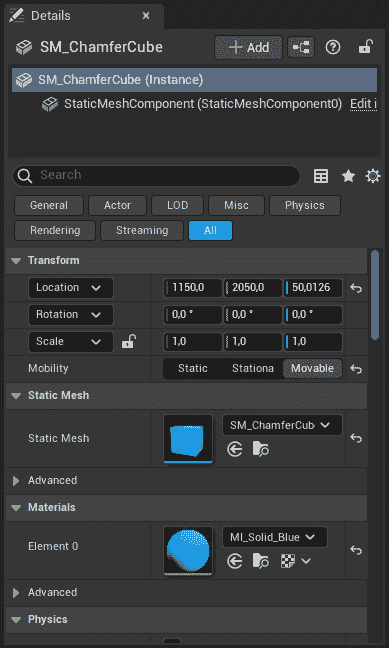 Details
SM_ChamferCube
Add
SM_ChamferCube (Instance)
StaticMeshComponent (StaticMeshComponent0) Edit i
Search
General Actor LOD Misc Physics
Rendering Streaming All
Transform
Location 1150,0 2050,0 50,0126
Rotation 0,0 ° 0,0 ° 0,0 °
Scale 1,0 1,0 1,0
Mobility Static Stationa Movable
Static Mesh
Static Mesh SM_ChamferCub
Advanced
Materials
Element 0 MI_Solid_Blue
Advanced
Physics